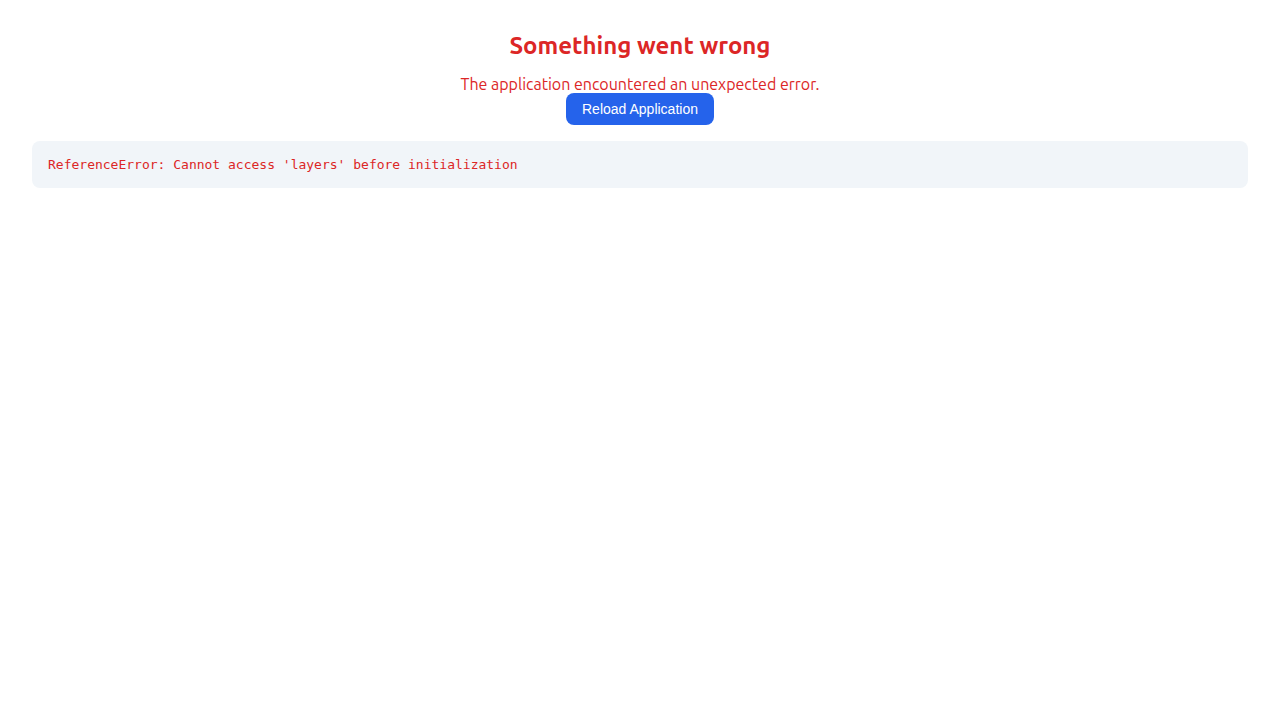 Something went wrong
The application encountered an unexpected error.
Reload Application
ReferenceError: Cannot access 'layers' before initialization